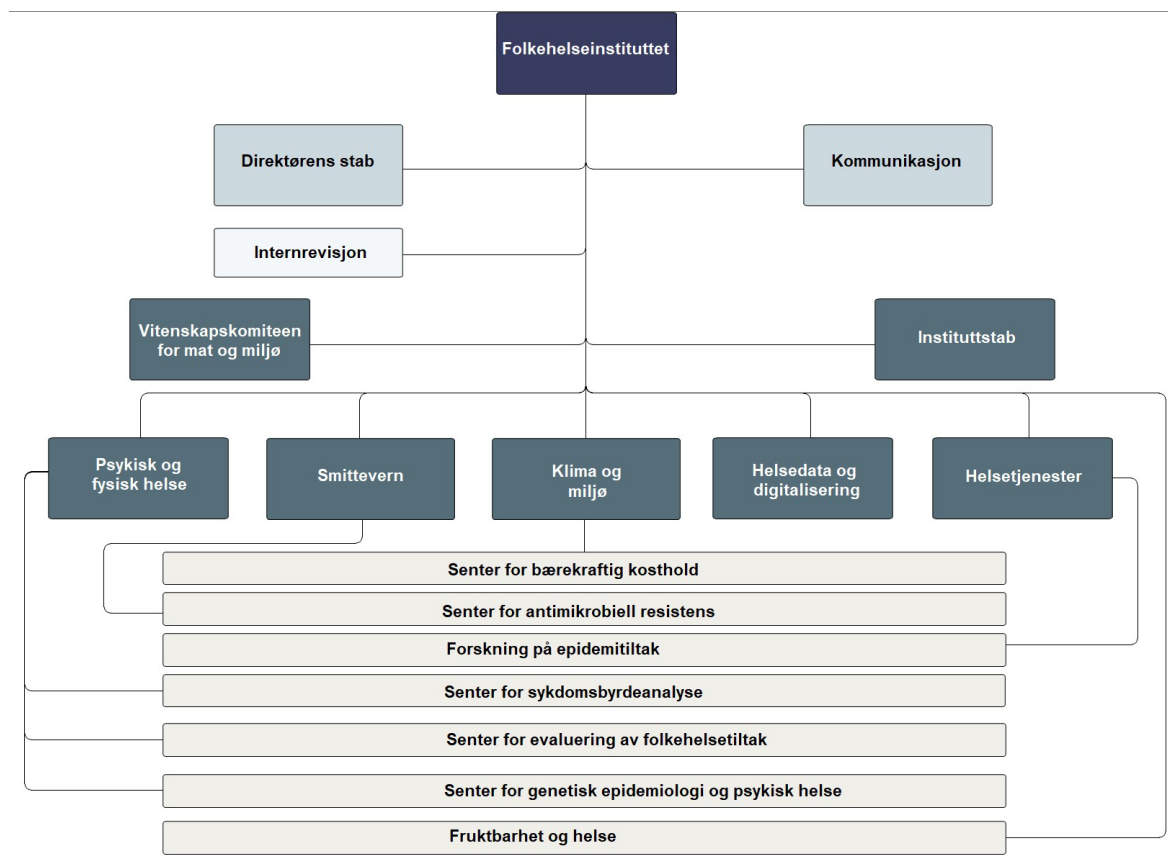 Folkehelseinstituttet
Direktørens stab
Kommunikasjon
Internrevisjon
Vitenskapskomiteen
for mat og miljø
Instituttstab
Psykisk og
fysisk helse
Smittevern
Klima og
miljø
Helsedata og
digitalisering
Helsetjenester
Senter for bærekraftig kosthold
Senter for antimikrobiell resistens
Forskning på epidemitiltak
Senter for sykdomsbyrdeanalyse
Senter for evaluering av folkehelsetiltak
Senter for genetisk epidemiologi og psykisk helse
Fruktbarhet og helse